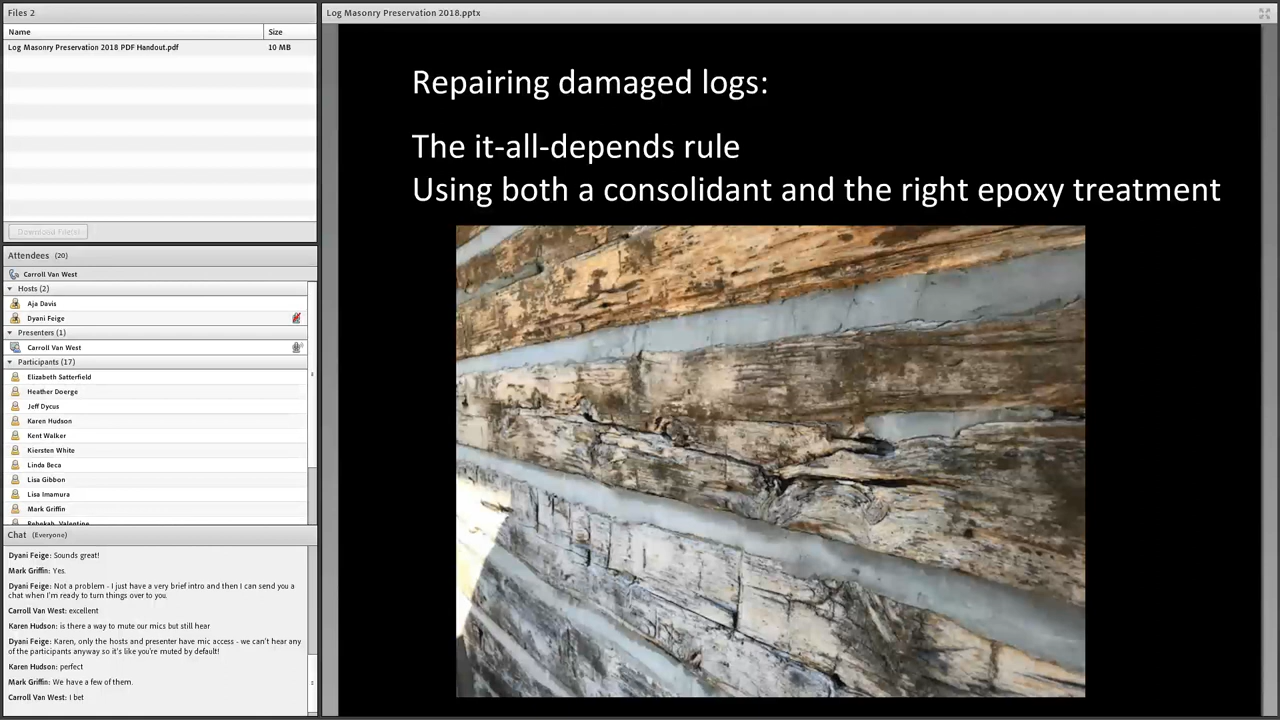 Files 2
Name Size
Log Masonry Preservation 2018 PDF Handout.pdf 10 MB
Download File(s)
Attendees (20)
Carroll Van West
Hosts (2)
Aja Davis
Dyani Feige
Presenters (1)
Carroll Van West
Participants (17)
Elizabeth Satterfield
Heather Doerge
Jeff Dycus
Karen Hudson
Kent Walker
Kiersten White
Linda Beca
Lisa Gibbon
Lisa Imamura
Mark Griffin
Rebekah, Valentine
Chat (Everyone)
Dyani Feige: Sounds great!
Mark Griffin: Yes.
Dyani Feige: Not a problem - I just have a very brief intro and then I can send you a
chat when I'm ready to turn things over to you.
Carroll Van West: excellent
Karen Hudson: is there a way to mute our mics but still hear
Dyani Feige: Karen, only the hosts and presenter have mic access - we can't hear any
of the participants anyway so it's like you're muted by default!
Karen Hudson: perfect
Mark Griffin: We have a few of them.
Carroll Van West: I bet
Log Masonry Preservation 2018.pptx
Repairing damaged logs:
The it-all-depends rule
Using both a consolidant and the right epoxy treatment